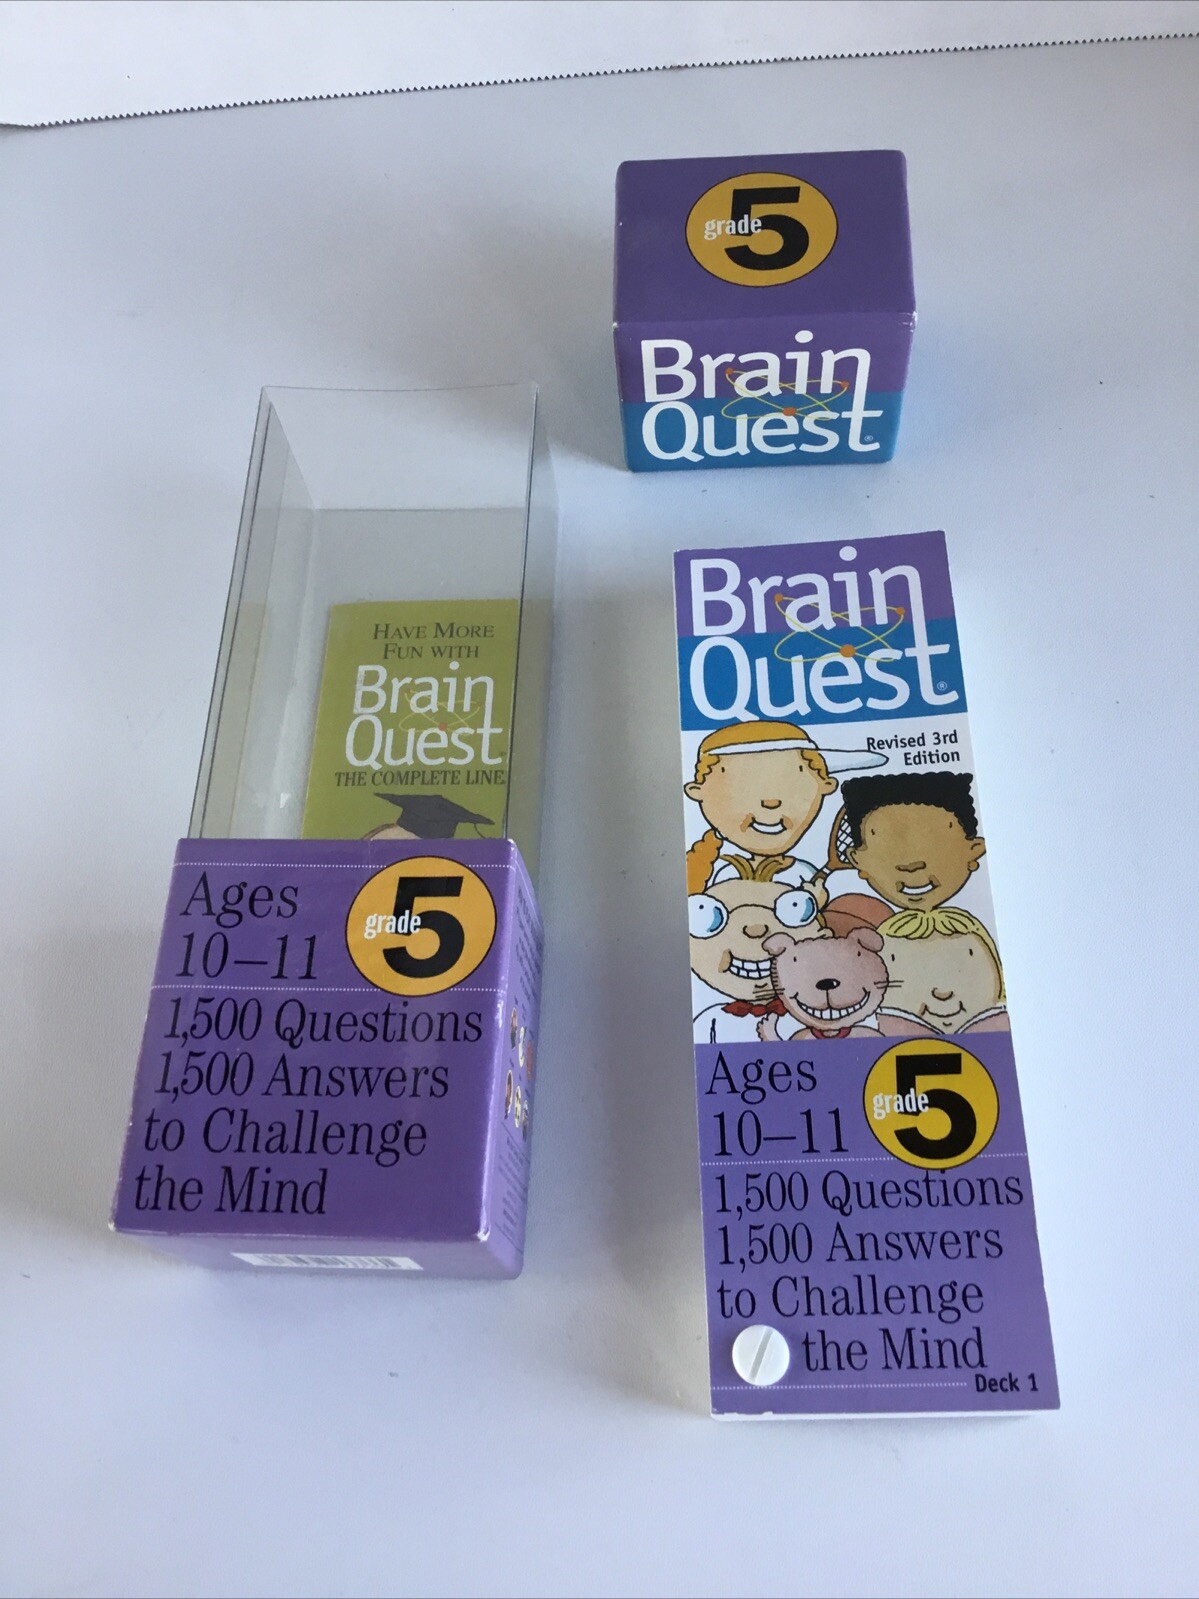 grade 5
Brain
Quest®
HAVE MORE
FUN WITH
Brain
Quest
THE COMPLETE LINE
Ages
10–11
grade 5
1,500 Questions
1,500 Answers
to Challenge
the Mind
Brain
Quest®
Revised 3rd
Edition
Ages
10–11
grade 5
1,500 Questions
1,500 Answers
to Challenge
the Mind
Deck 1